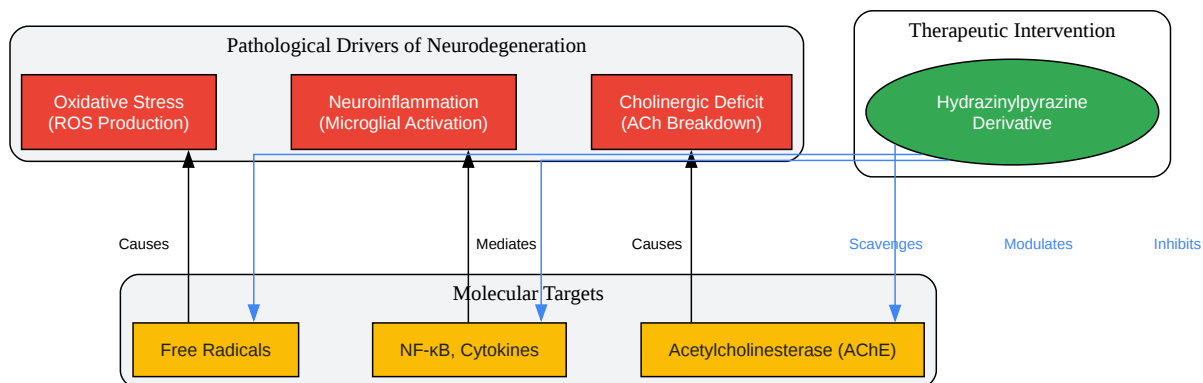 Pathological Drivers of Neurodegeneration
Therapeutic Intervention
Oxidative Stress
(ROS Production)
Neuroinflammation
(Microglial Activation)
Cholinergic Deficit
(ACh Breakdown)
Hydrazinylpyrazine
Derivative
Causes
Mediates
Causes
Scavenges
Modulates
Inhibits
Molecular Targets
Free Radicals
NF-κB, Cytokines
Acetylcholinesterase (AChE)